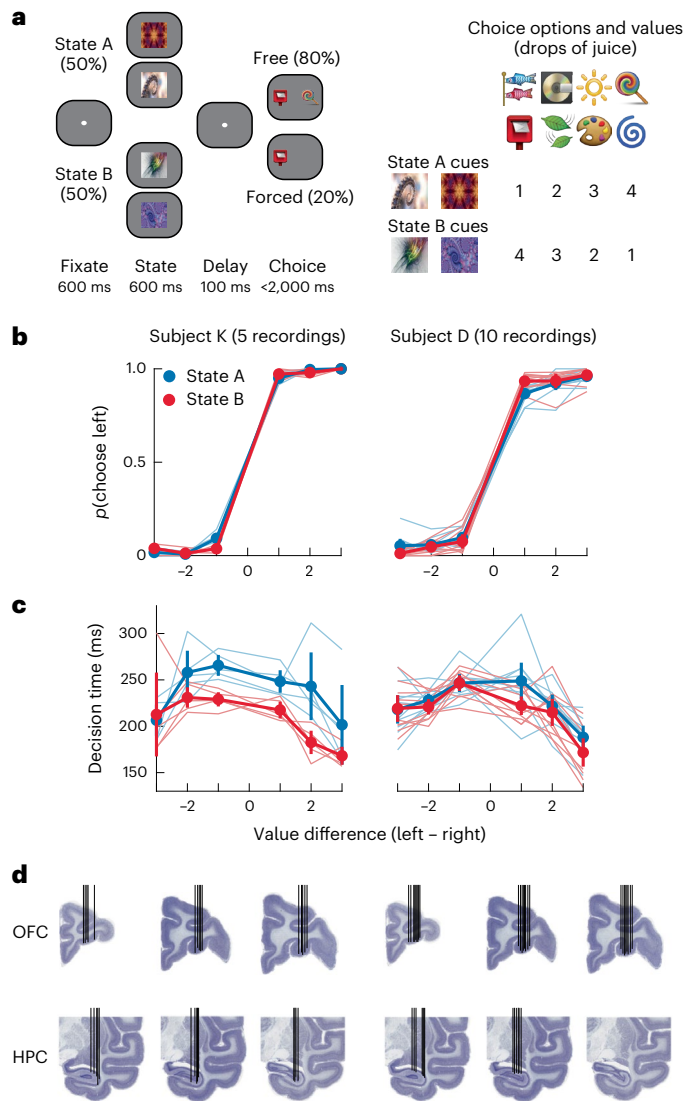 a
State A
(50%)
State B
(50%)
Free (80%)
Forced (20%)
Fixate
600 ms
State
600 ms
Delay
100 ms
Choice
<2,000 ms
Choice options and values
(drops of juice)
State A cues
1 2 3 4
State B cues
4 3 2 1
b
Subject K (5 recordings)
Subject D (10 recordings)
State A
State B
p(choose left)
1.0
0.5
0
−2 0 2
−2 0 2
c
Decision time (ms)
300
250
200
150
−2 0 2
−2 0 2
Value difference (left – right)
d
OFC
HPC